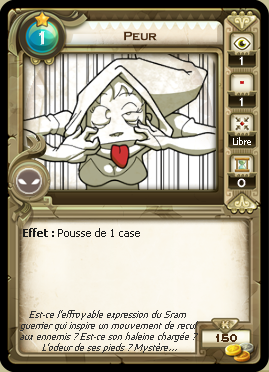 1
Peur
1
1
Libre
0
Effet : Pousse de 1 case
Est-ce l'effroyable expression du Sram
guerrier qui inspire un mouvement de recul
aux ennemis ? Est-ce son haleine chargée ?
L'odeur de ses pieds ? Mystère...
K
150